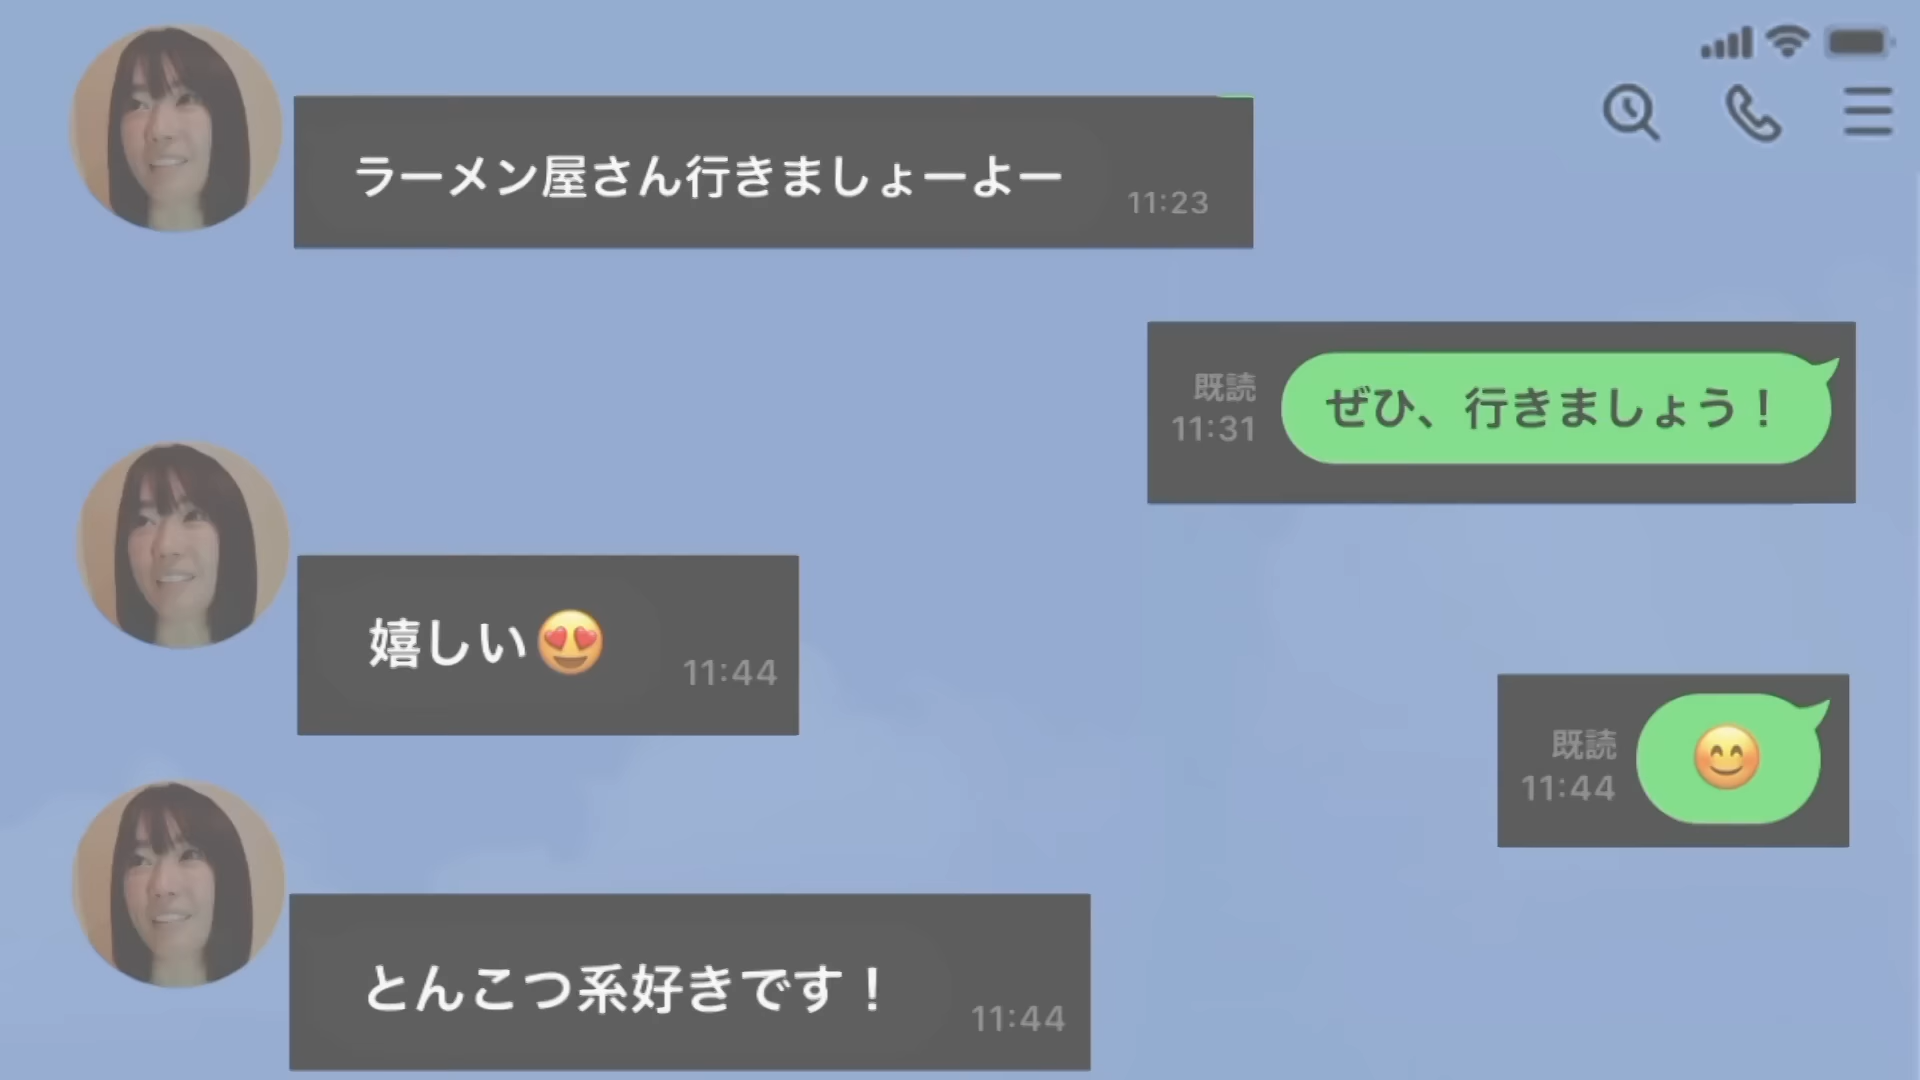 ラーメン屋さん行きましょーよー
11:23
既読
11:31
ぜひ、行きましょう！
嬉しい😍
11:44
既読
11:44
😊
とんこつ系好きです！
11:44